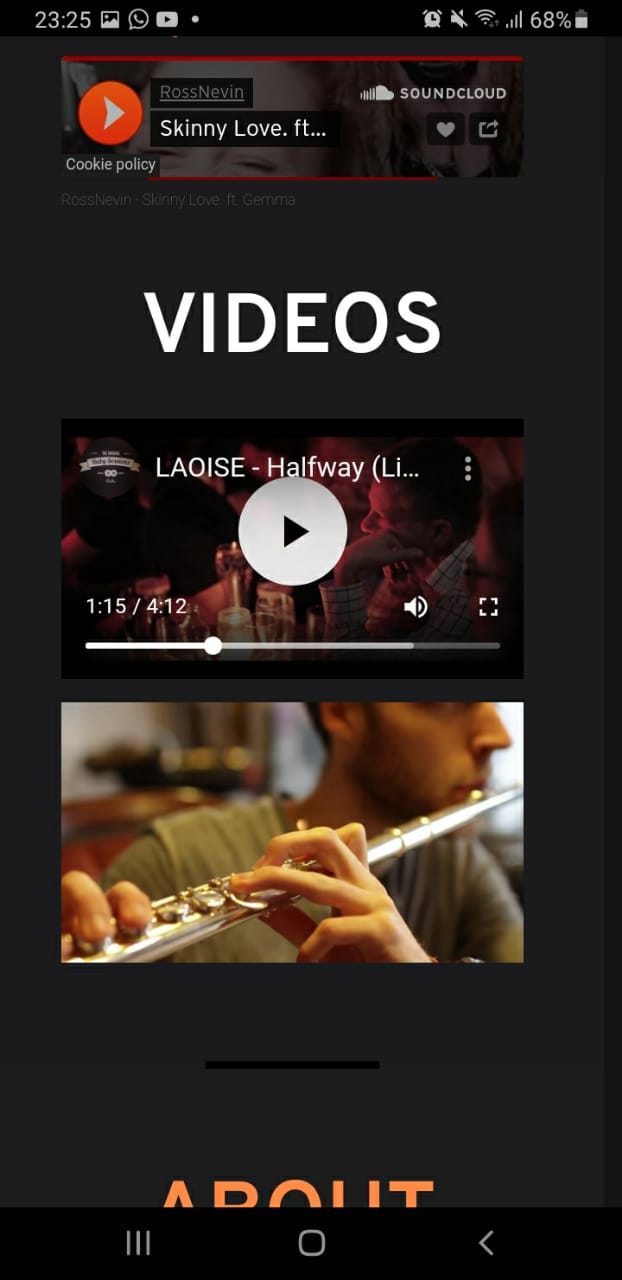 23:25 68%
RossNevin
SOUNDCLOUD
Skinny Love. ft...
Cookie policy
RossNevin · Skinny Love. ft. Gemma
VIDEOS
LAOISE - Halfway (Li...
1:15 / 4:12
ABOUT